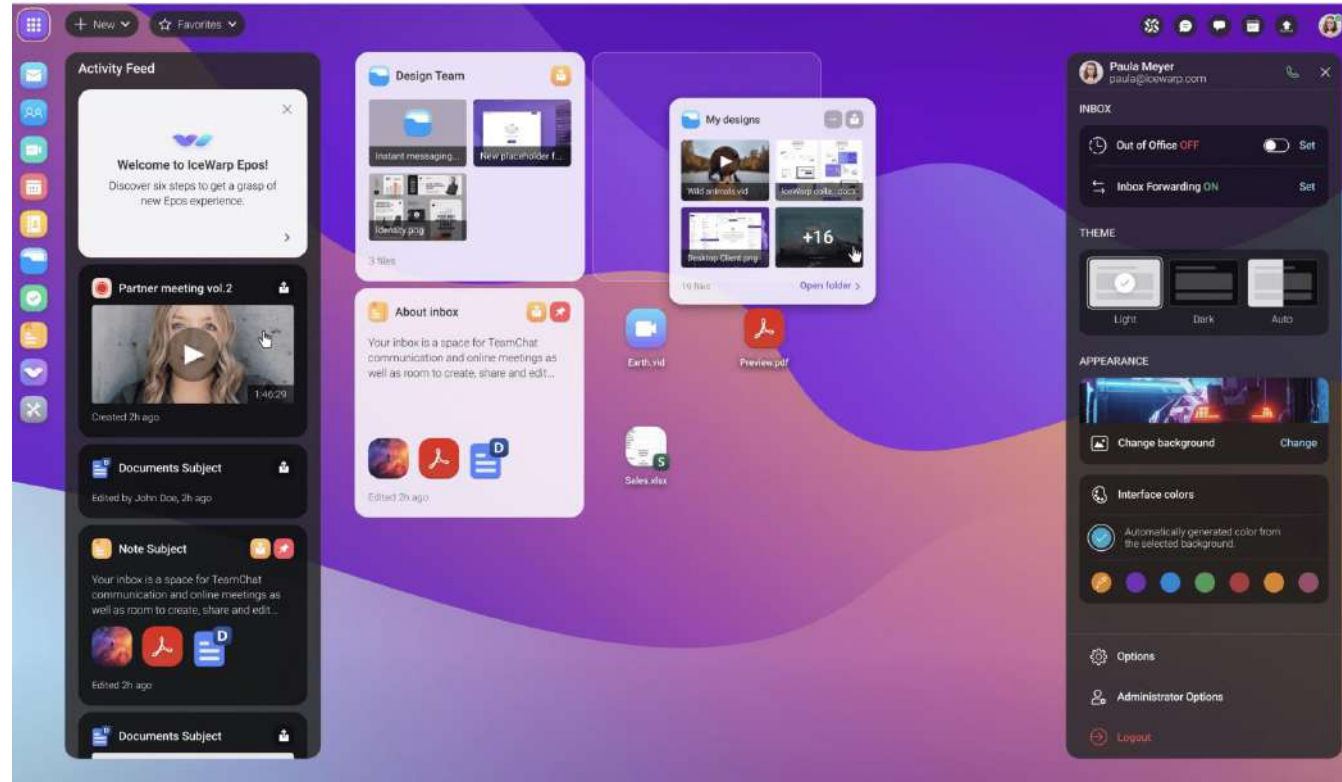 New
Favorites
Activity Feed
Welcome to IceWarp Epos!
Discover six steps to get a grasp of
new Epos experience.
Partner meeting vol.2
1:46:29
Created 2h ago
Documents Subject
Edited by John Doe, 2h ago
Note Subject
Your inbox is a space for TeamChat
communication and online meetings as
well as room to create, share and edit...
D
Edited 2h ago
Documents Subject
Design Team
Instant messaging...
New placeholder f...
Identity.png
3 files
About inbox
Your inbox is a space for TeamChat
communication and online meetings as
well as room to create, share and edit...
D
Edited 2h ago
My designs
Wild animals.vid
IceWarp colla...docx
Desktop Client.png
+16
19 files
Open folder
Earth.vid
Preview.pdf
S
Sales.xlsx
Paula Meyer
paula@icewarp.com
INBOX
Out of Office OFF
Set
Inbox Forwarding ON
Set
THEME
Light
Dark
Auto
APPEARANCE
Change background
Change
Interface colors
Automatically generated color from
the selected background.
Options
Administrator Options
Logout